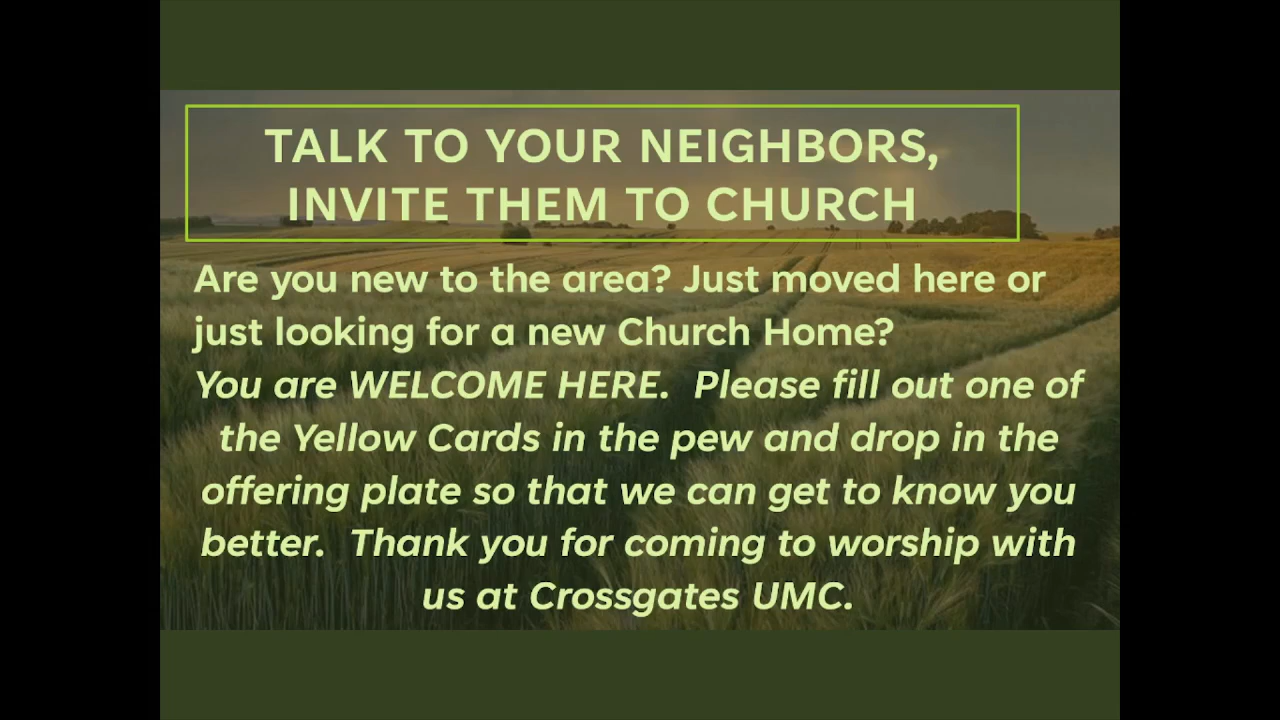 TALK TO YOUR NEIGHBORS,
INVITE THEM TO CHURCH
Are you new to the area? Just moved here or
just looking for a new Church Home?
You are WELCOME HERE.  Please fill out one of
the Yellow Cards in the pew and drop in the
offering plate so that we can get to know you
better.  Thank you for coming to worship with
us at Crossgates UMC.